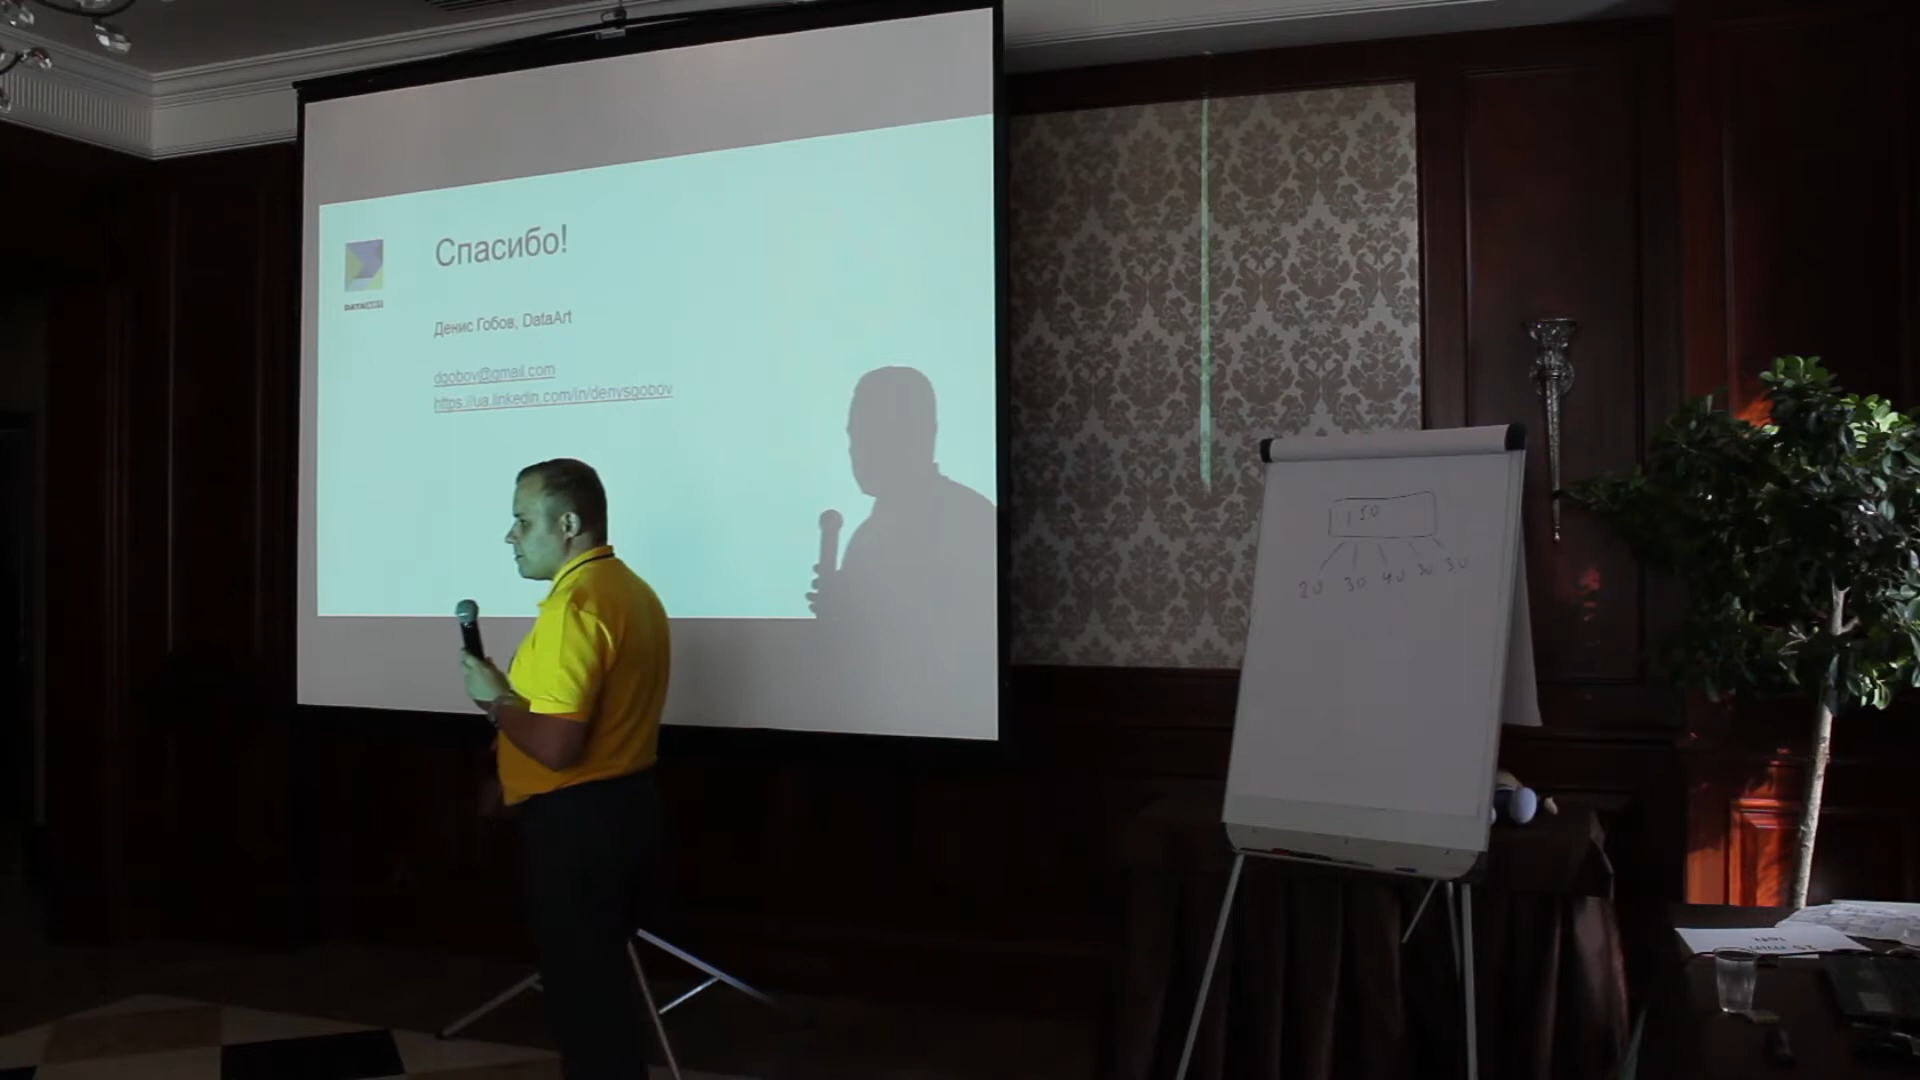 Спасибо!
DATAART
Денис Гобов, DataArt
dgobov@gmail.com
https://ua.linkedin.com/in/denysgobov
150
20 30 40 30 30